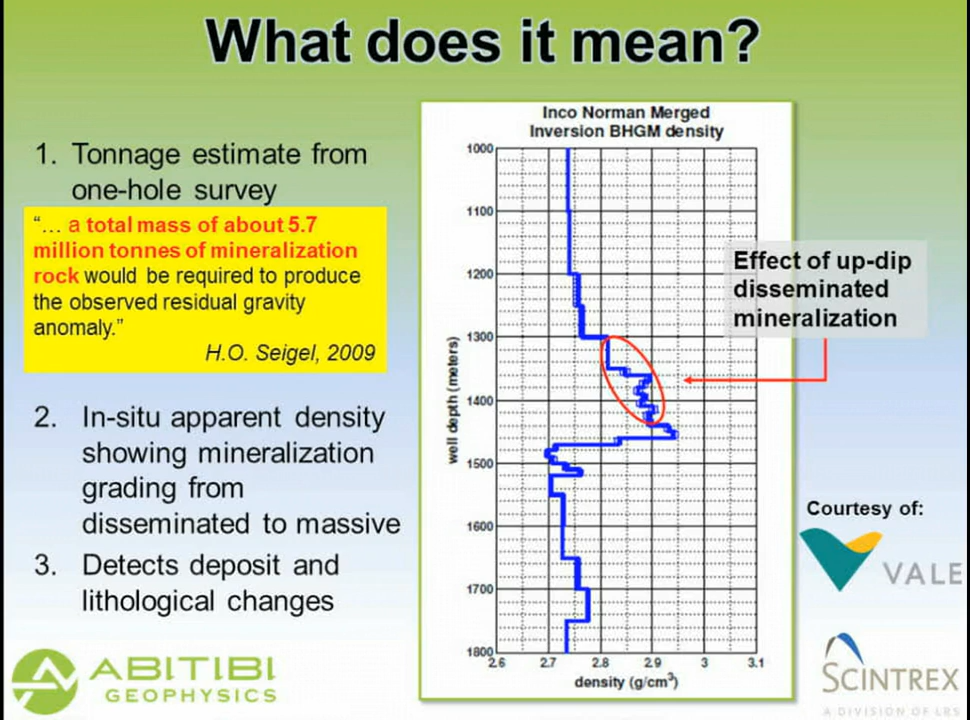 What does it mean?
1. Tonnage estimate from
one-hole survey
“... a total mass of about 5.7
million tonnes of mineralization
rock would be required to produce
the observed residual gravity
anomaly.”
H.O. Seigel, 2009
2. In-situ apparent density
showing mineralization
grading from
disseminated to massive
3. Detects deposit and
lithological changes
ABITIBI
GEOPHYSICS
Inco Norman Merged
Inversion BHGM density
well depth (meters)
1000
1100
1200
1300
1400
1500
1600
1700
1800
2.6 2.7 2.8 2.9 3 3.1
density (g/cm³)
Effect of up-dip
disseminated
mineralization
Courtesy of:
VALE
SCINTREX
A DIVISION OF LRS